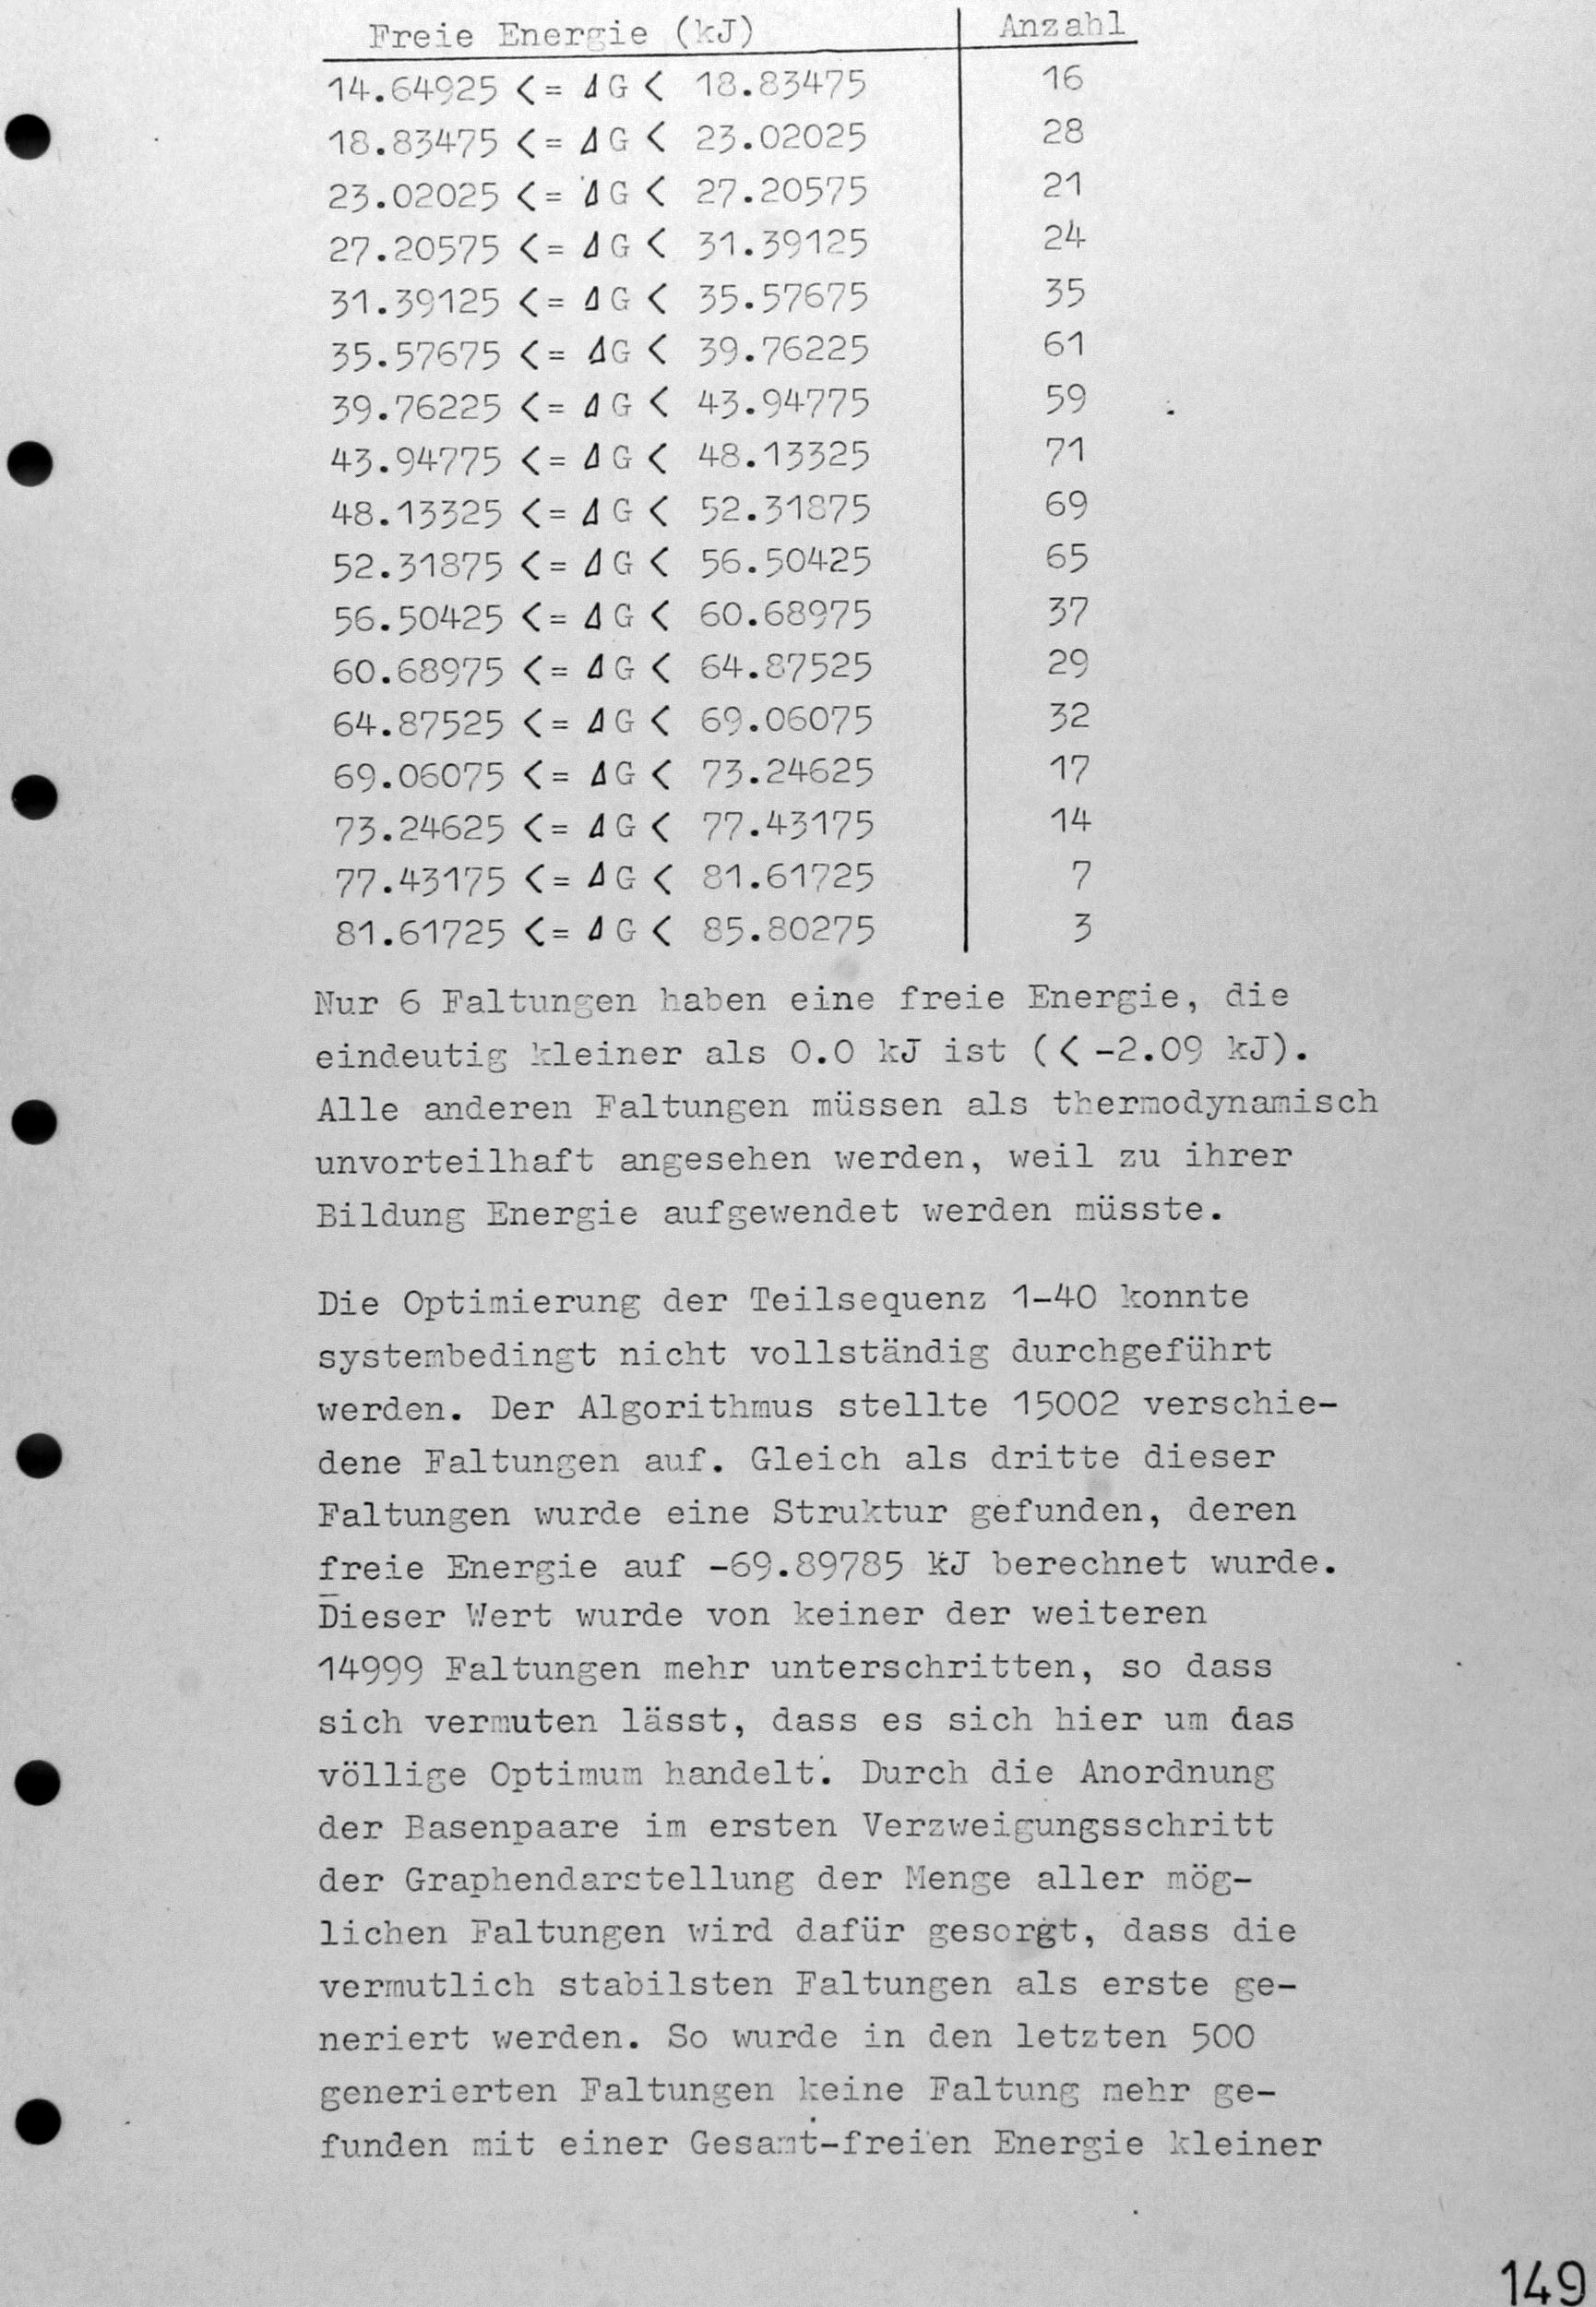 Freie Energie (kJ) Anzahl
14.64925 <= ΔG < 18.83475 16
18.83475 <= ΔG < 23.02025 28
23.02025 <= ΔG < 27.20575 21
27.20575 <= ΔG < 31.39125 24
31.39125 <= ΔG < 35.57675 35
35.57675 <= ΔG < 39.76225 61
39.76225 <= ΔG < 43.94775 59
43.94775 <= ΔG < 48.13325 71
48.13325 <= ΔG < 52.31875 69
52.31875 <= ΔG < 56.50425 65
56.50425 <= ΔG < 60.68975 37
60.68975 <= ΔG < 64.87525 29
64.87525 <= ΔG < 69.06075 32
69.06075 <= ΔG < 73.24625 17
73.24625 <= ΔG < 77.43175 14
77.43175 <= ΔG < 81.61725 7
81.61725 <= ΔG < 85.80275 3
Nur 6 Faltungen haben eine freie Energie, die
eindeutig kleiner als 0.0 kJ ist (< -2.09 kJ).
Alle anderen Faltungen müssen als thermodynamisch
unvorteilhaft angesehen werden, weil zu ihrer
Bildung Energie aufgewendet werden müsste.
Die Optimierung der Teilsequenz 1-40 konnte
systembedingt nicht vollständig durchgeführt
werden. Der Algorithmus stellte 15002 verschie-
dene Faltungen auf. Gleich als dritte dieser
Faltungen wurde eine Struktur gefunden, deren
freie Energie auf -69.89785 kJ berechnet wurde.
Dieser Wert wurde von keiner der weiteren
14999 Faltungen mehr unterschritten, so dass
sich vermuten lässt, dass es sich hier um das
völlige Optimum handelt. Durch die Anordnung
der Basenpaare im ersten Verzweigungsschritt
der Graphendarstellung der Menge aller mög-
lichen Faltungen wird dafür gesorgt, dass die
vermutlich stabilsten Faltungen als erste ge-
neriert werden. So wurde in den letzten 500
generierten Faltungen keine Faltung mehr ge-
funden mit einer Gesamt-freien Energie kleiner
149